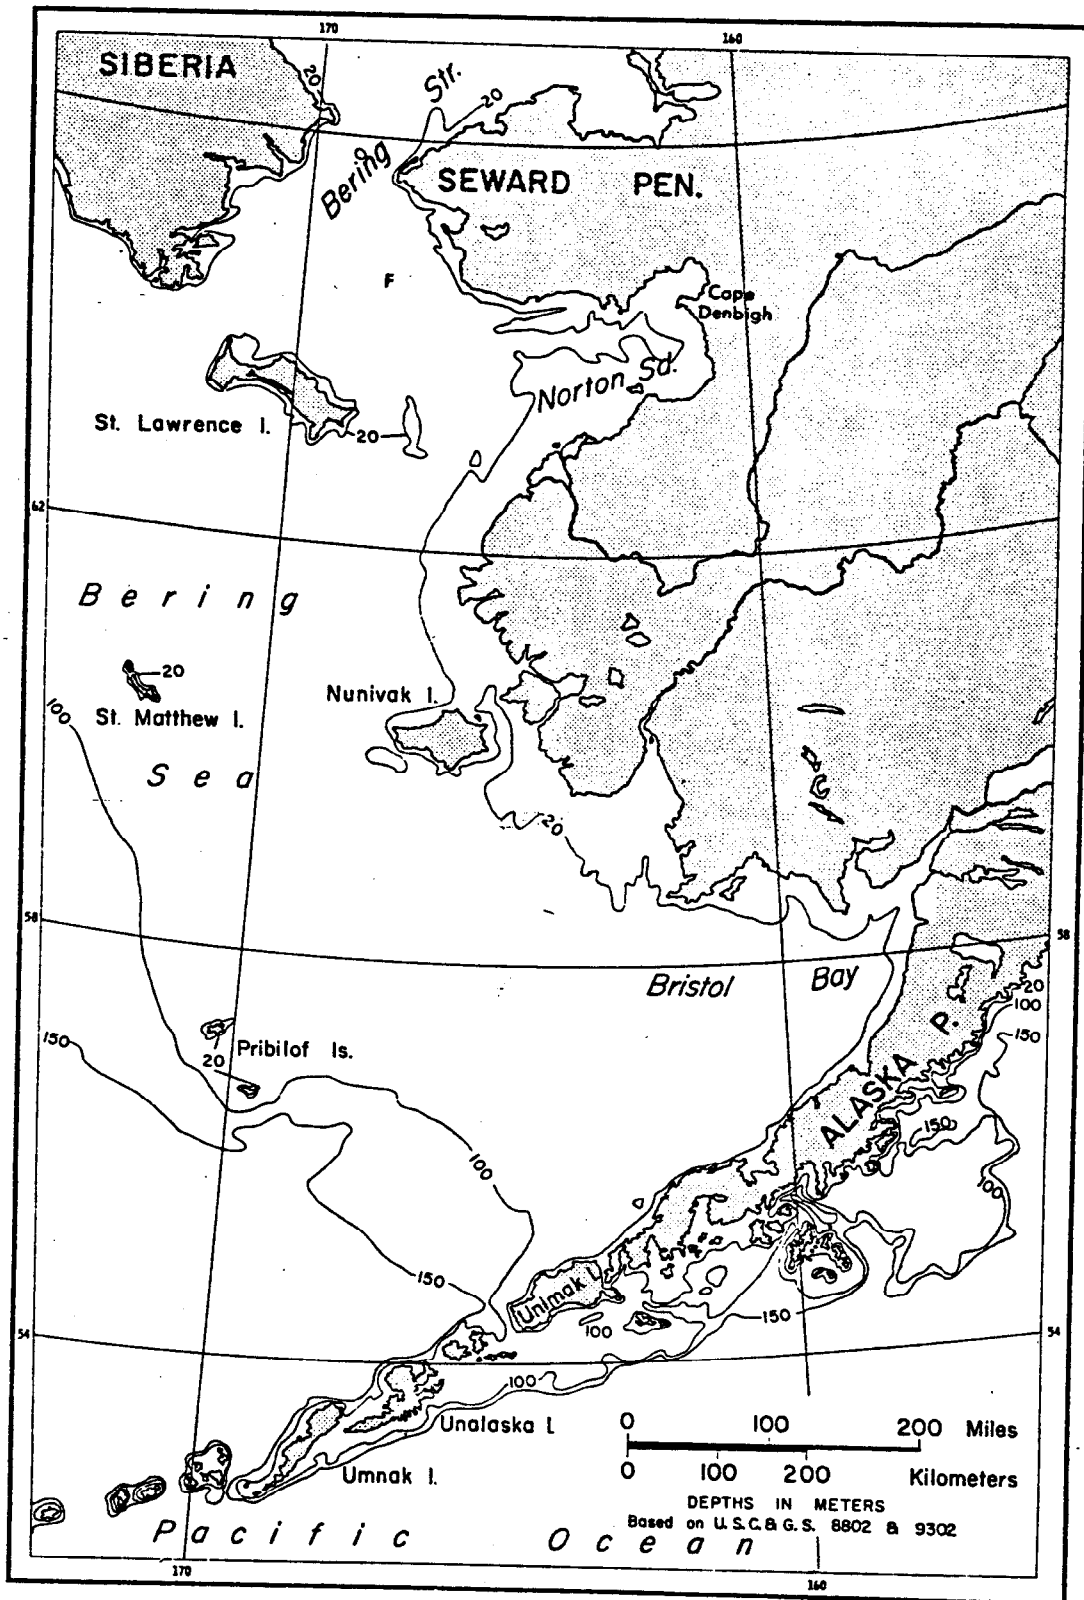 170
160
SIBERIA
20
Str.
20
Bering
SEWARD PEN.
F
Cape
Denbigh
Norton Sd.
St. Lawrence I.
20
62
Bering
20
St. Matthew I.
Nunivak I.
100
Sea
20
58
58
Bristol Bay
20
100
150
150
20
Pribilof Is.
ALASKA P.
150
100
100
150
Unimak I.
100
150
54
54
100
Unalaska I.
Umnak I.
0 100 200 Miles
0 100 200 Kilometers
DEPTHS IN METERS
Based on U.S.C.&G.S. 8802 & 9302
Pacific Ocean
170
160